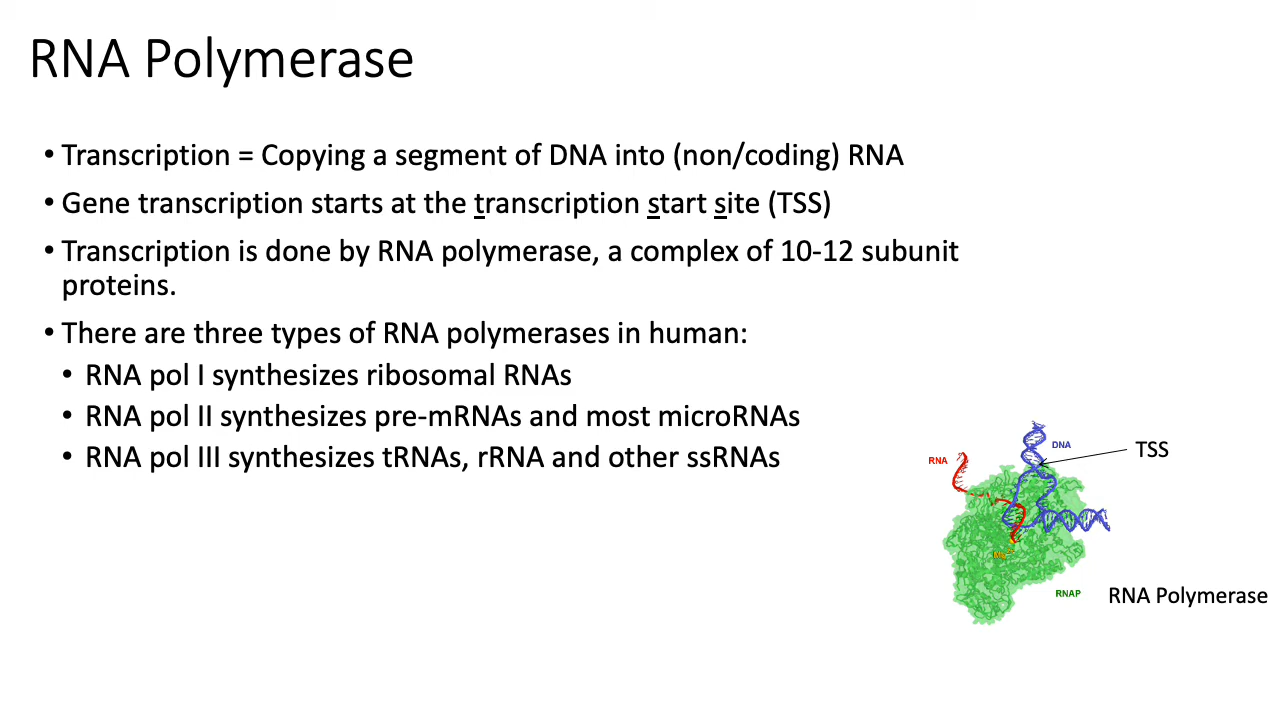 RNA Polymerase
• Transcription = Copying a segment of DNA into (non/coding) RNA
• Gene transcription starts at the transcription start site (TSS)
• Transcription is done by RNA polymerase, a complex of 10-12 subunit
proteins.
• There are three types of RNA polymerases in human:
• RNA pol I synthesizes ribosomal RNAs
• RNA pol II synthesizes pre-mRNAs and most microRNAs
• RNA pol III synthesizes tRNAs, rRNA and other ssRNAs
DNA
TSS
RNA
RNAP
RNA Polymerase